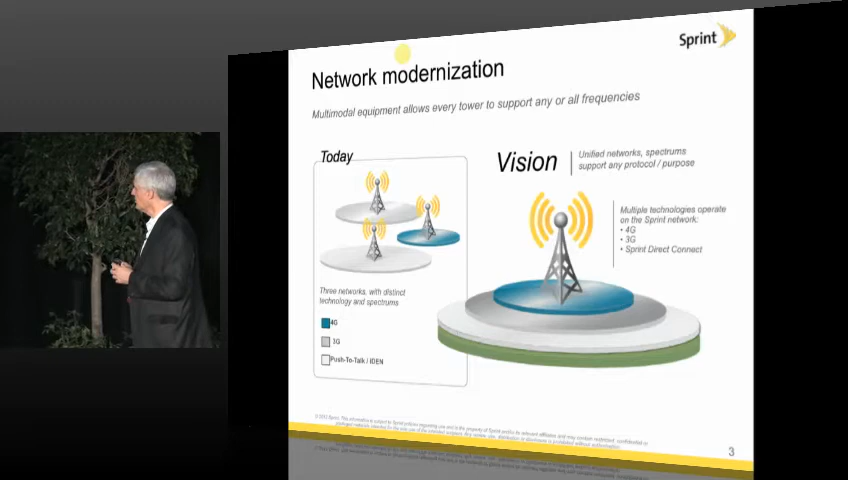 Sprint
Network modernization
Multimodal equipment allows every tower to support any or all frequencies
Today
Vision
Unified networks, spectrums
support any protocol / purpose
Multiple technologies operate
on the Sprint network:
• 4G
• 3G
• Sprint Direct Connect
Three networks, with distinct
technology and spectrums
4G
3G
Push-To-Talk / iDEN
3